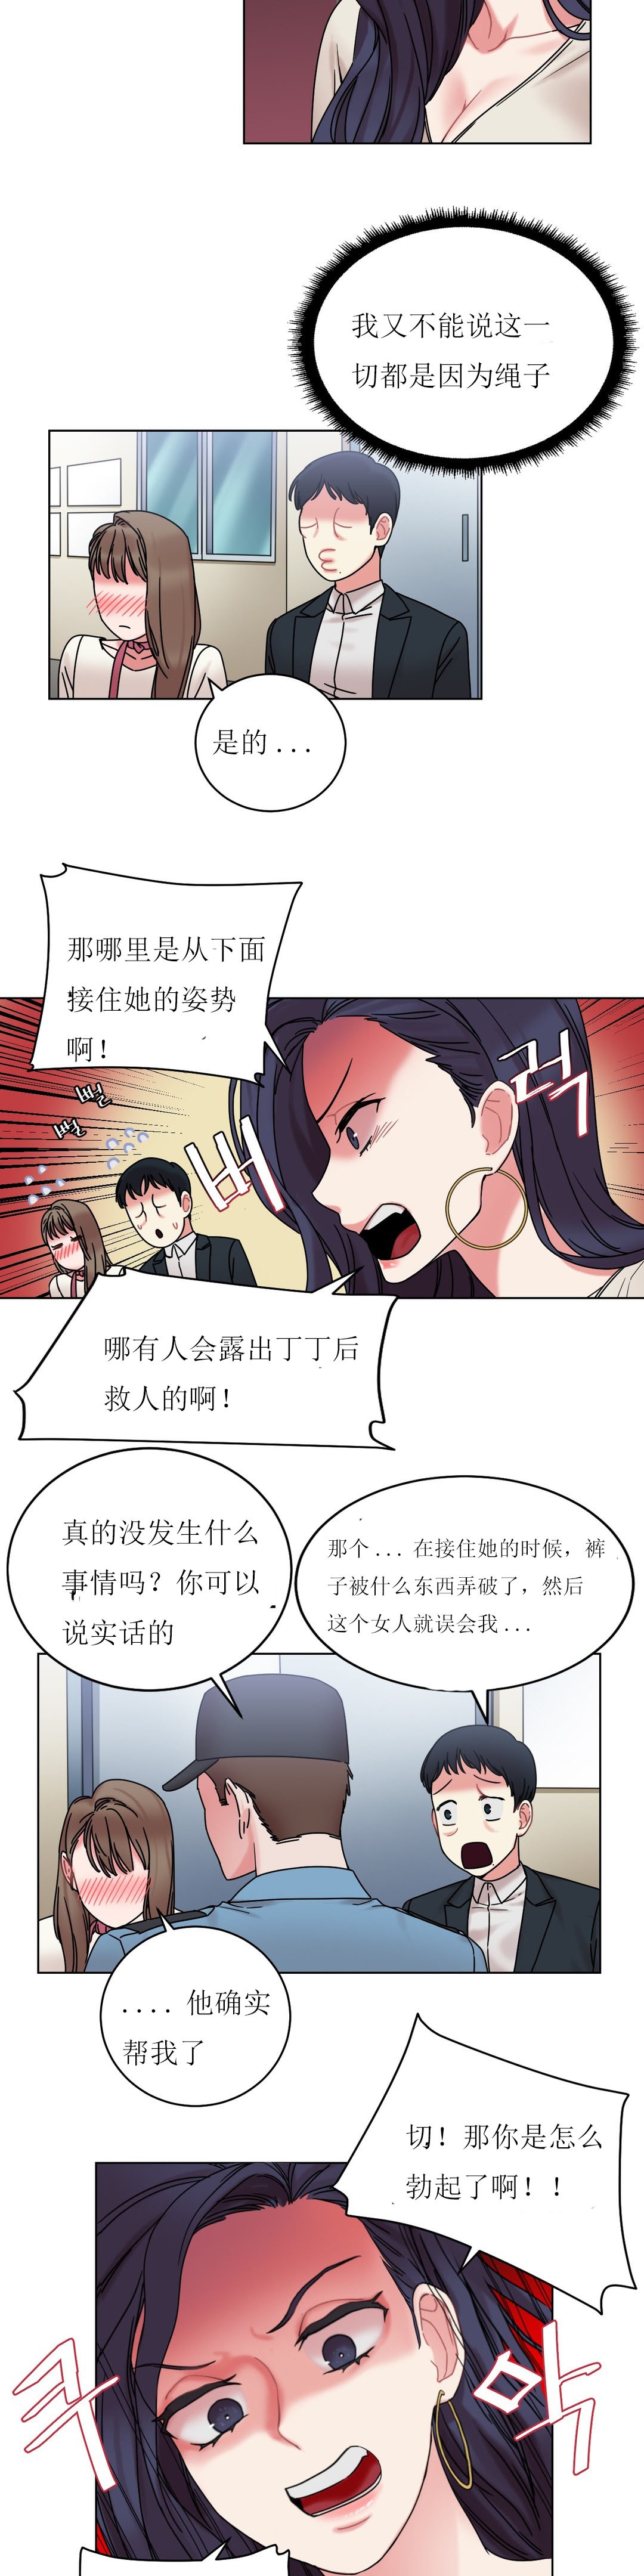 我又不能说这一
切都是因为绳子
是的...
那哪里是从下面
接住她的姿势
啊！
뻘
뻘
버
럭
哪有人会露出丁丁后
救人的啊！
真的没发生什么
事情吗？你可以
说实话的
那个...在接住她的时候，裤
子被什么东西弄破了，然后
这个女人就误会我...
....他确实
帮我了
切！那你是怎么
勃起了啊！！
콱